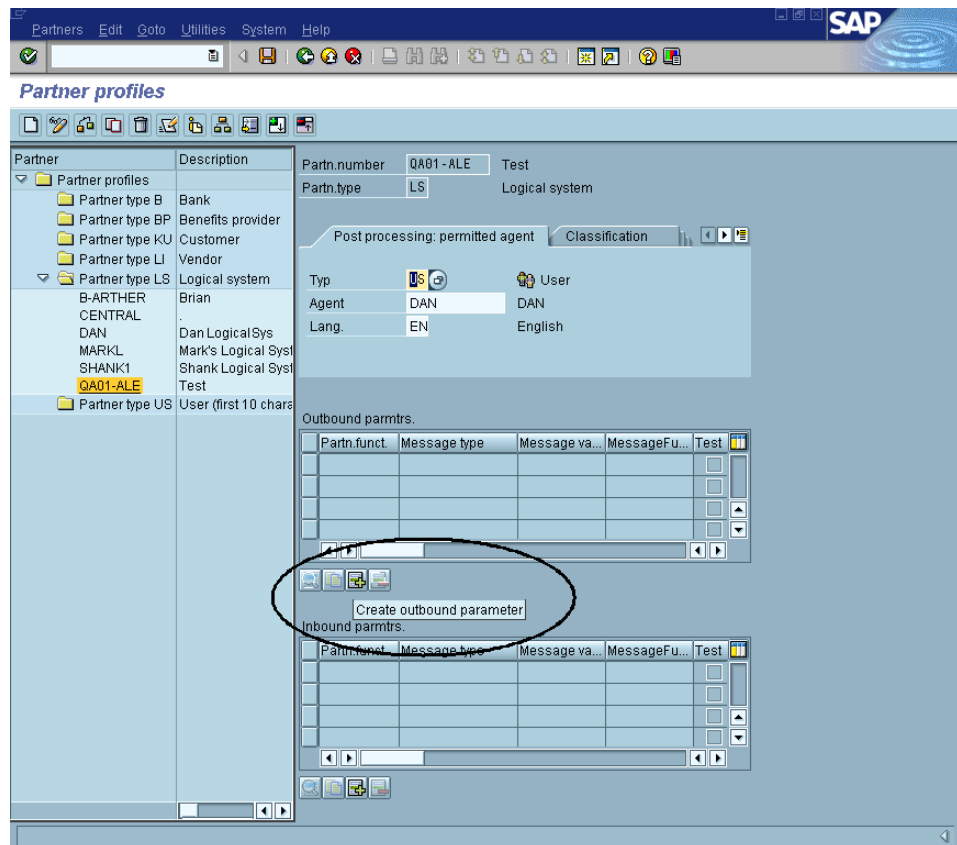 Partners Edit Goto Utilities System Help
SAP
Partner profiles
Partner Description
Partner profiles
Partner type B Bank
Partner type BP Benefits provider
Partner type KU Customer
Partner type LI Vendor
Partner type LS Logical system
B-ARTHER Brian
CENTRAL .
DAN Dan LogicalSys
MARKL Mark's Logical Syst
SHANK1 Shank Logical Syst
QA01-ALE Test
Partner type US User (first 10 chara
Partn.number QA01-ALE Test
Partn.type LS Logical system
Post processing: permitted agent Classification
Typ US User
Agent DAN DAN
Lang. EN English
Outbound parmtrs.
Partn.funct. Message type Message va... MessageFu... Test
Create outbound parameter
Inbound parmtrs.
Partn.funct. Message type Message va... MessageFu... Test